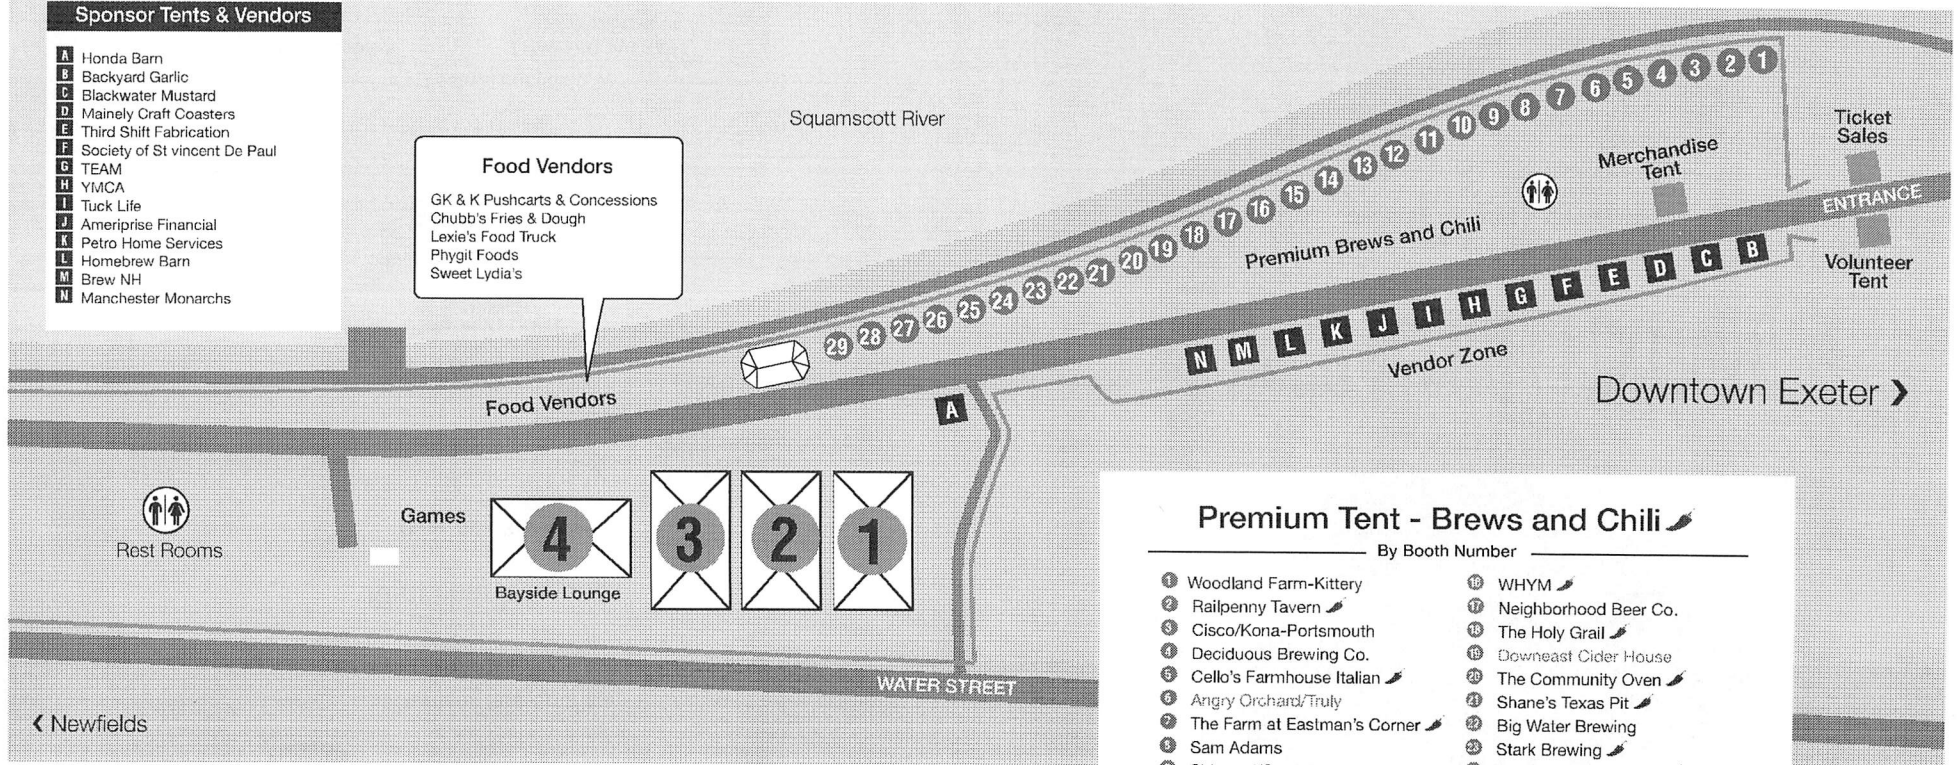 Sponsor Tents & Vendors
A Honda Barn
B Backyard Garlic
C Blackwater Mustard
D Mainely Craft Coasters
E Third Shift Fabrication
F Society of St vincent De Paul
G TEAM
H YMCA
I Tuck Life
J Ameriprise Financial
K Petro Home Services
L Homebrew Barn
M Brew NH
N Manchester Monarchs
Squamscott River
Food Vendors
GK & K Pushcarts & Concessions
Chubb's Fries & Dough
Lexie's Food Truck
Phygit Foods
Sweet Lydia's
29 28 27 26 25 24 23 22 21 20 19 18 17 16 15 14 13 12 11 10 9 8 7 6 5 4 3 2 1
Ticket
Sales
Merchandise
Tent
ENTRANCE
Premium Brews and Chili
Volunteer
Tent
N M L K J I H G F E D C B
Vendor Zone
Downtown Exeter ❯
Food Vendors
A
Rest Rooms
Games
4 3 2 1
Bayside Lounge
WATER STREET
❮ Newfields
Premium Tent - Brews and Chili
By Booth Number
1 Woodland Farm-Kittery
2 Railpenny Tavern
3 Cisco/Kona-Portsmouth
4 Deciduous Brewing Co.
5 Cello's Farmhouse Italian
6 Angry Orchard/Truly
7 The Farm at Eastman's Corner
8 Sam Adams
16 WHYM
17 Neighborhood Beer Co.
18 The Holy Grail
19 Downeast Cider House
20 The Community Oven
21 Shane's Texas Pit
22 Big Water Brewing
23 Stark Brewing